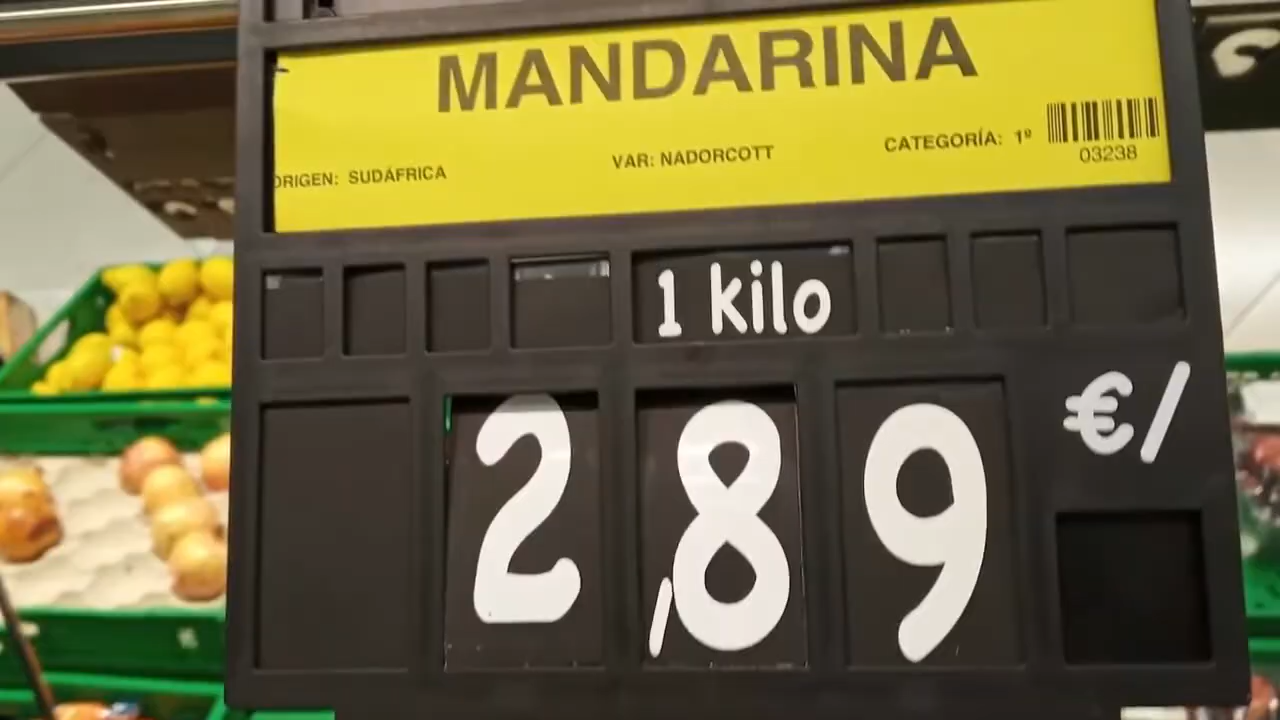 MANDARINA
ORIGEN: SUDÁFRICA VAR: NADORCOTT CATEGORÍA: 1º
03238
1 kilo
2,89 €/